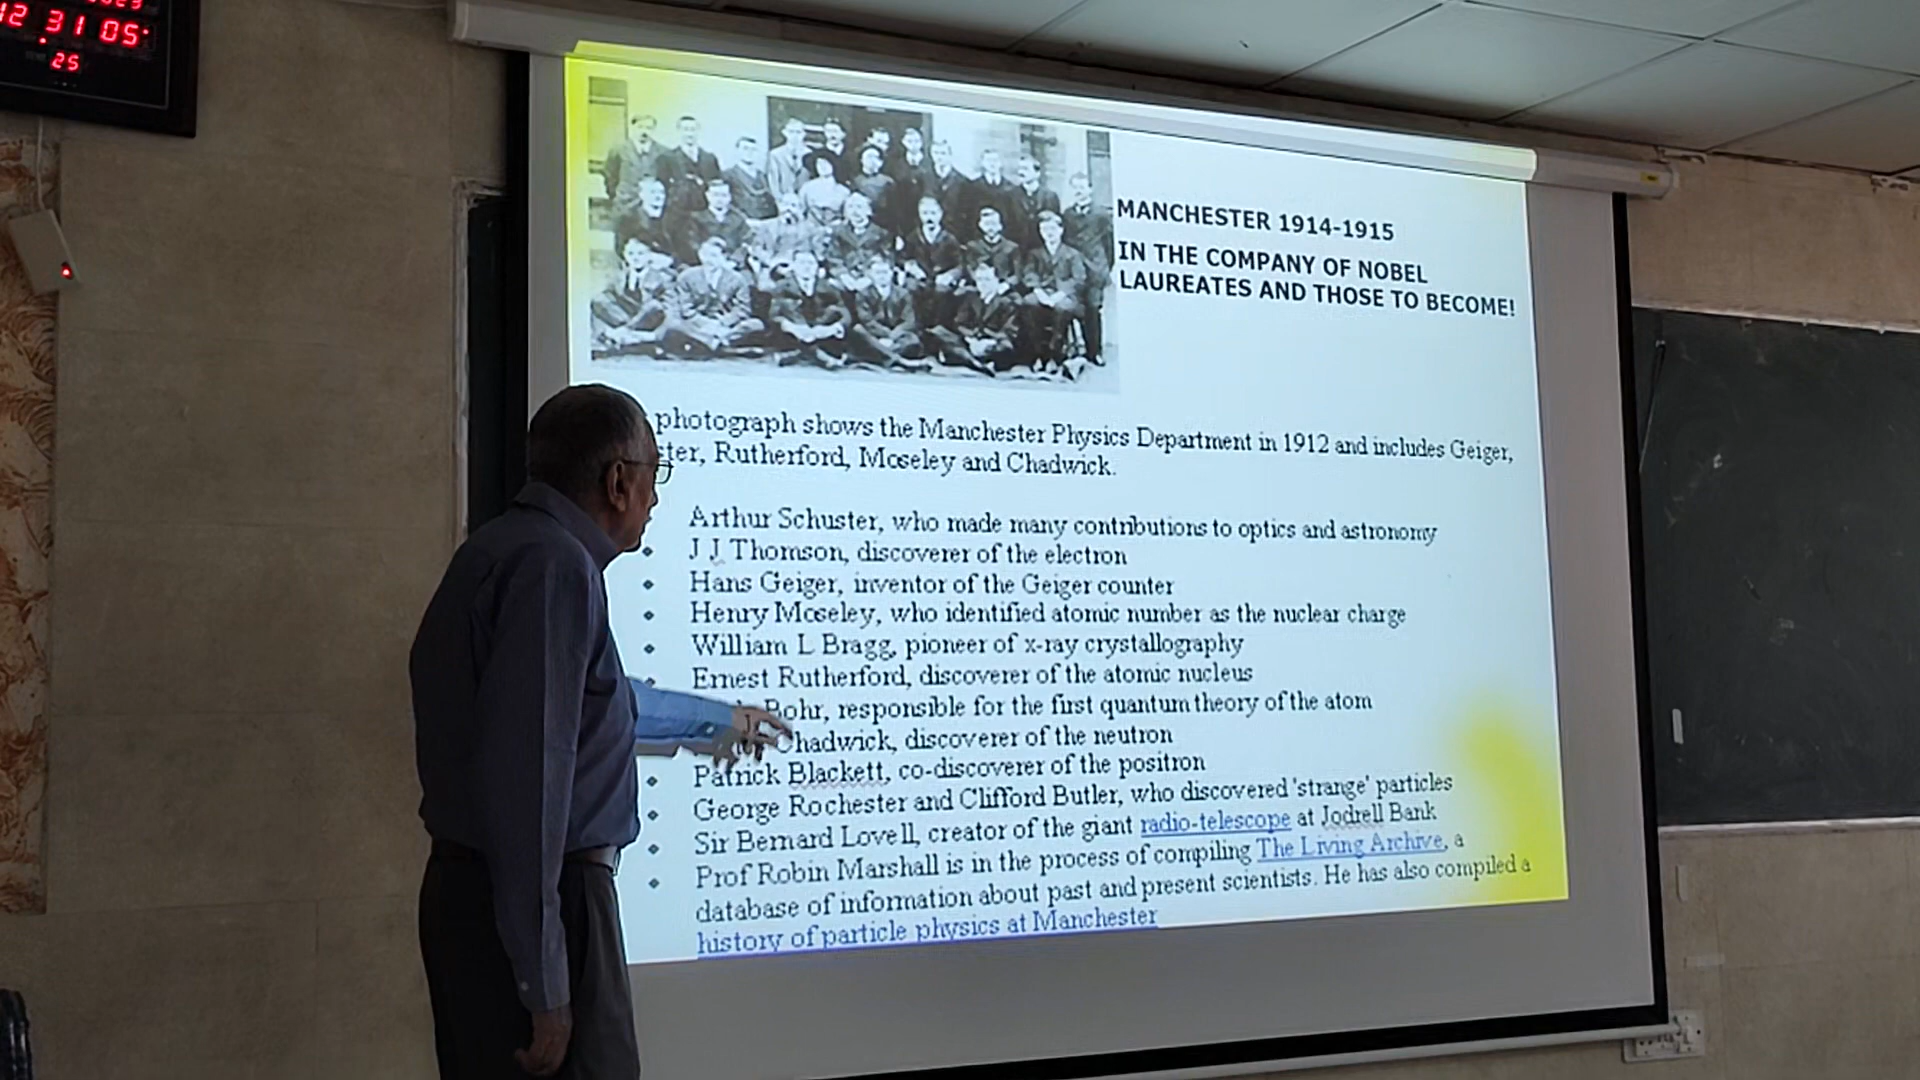 12 31 05
25
MANCHESTER 1914-1915
IN THE COMPANY OF NOBEL
LAUREATES AND THOSE TO BECOME!
photograph shows the Manchester Physics Department in 1912 and includes Geiger,
Rutherford, Moseley and Chadwick.
Arthur Schuster, who made many contributions to optics and astronomy
J J Thomson, discoverer of the electron
Hans Geiger, inventor of the Geiger counter
Henry Moseley, who identified atomic number as the nuclear charge
William L Bragg, pioneer of x-ray crystallography
Ernest Rutherford, discoverer of the atomic nucleus
Bohr, responsible for the first quantum theory of the atom
Chadwick, discoverer of the neutron
Patrick Blackett, co-discoverer of the positron
George Rochester and Clifford Butler, who discovered 'strange' particles
Sir Bernard Lovell, creator of the giant radio-telescope at Jodrell Bank
Prof Robin Marshall is in the process of compiling The Living Archive, a
database of information about past and present scientists. He has also compiled a
history of particle physics at Manchester